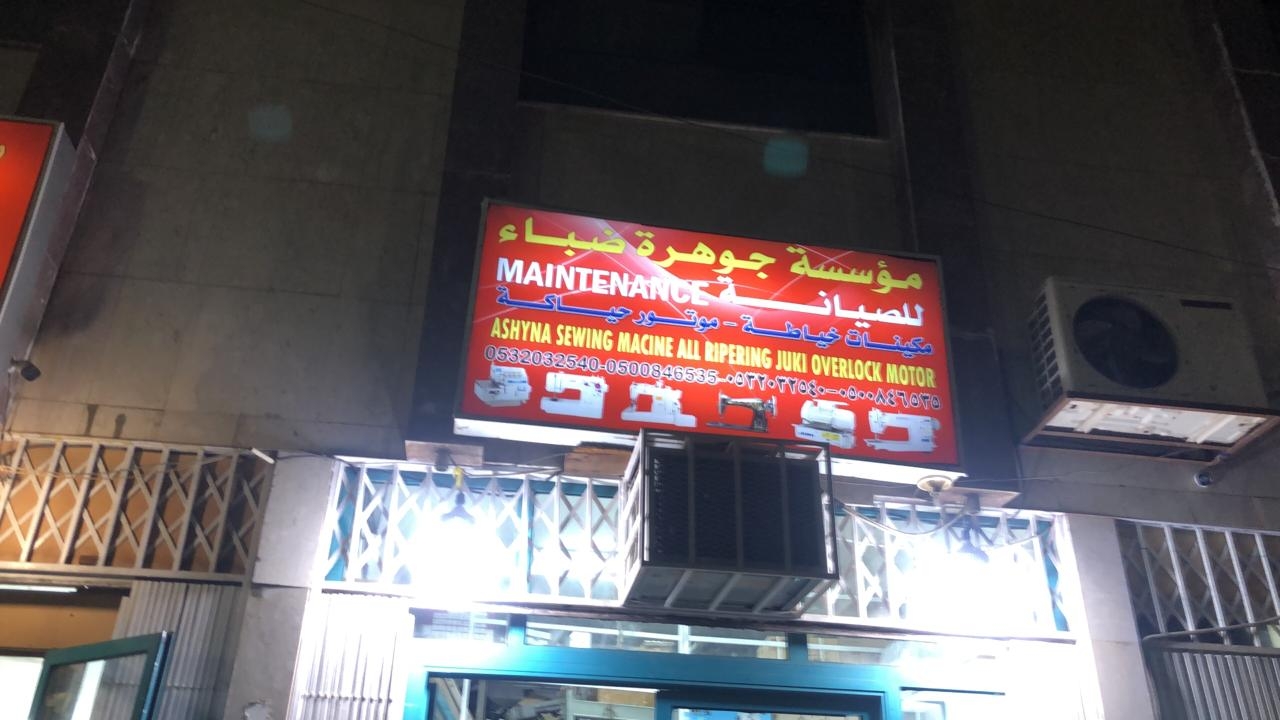 مؤسسة جوهرة ضباء
للصيانة MAINTENANCE
مكينات خياطة - موتور حياكة
ASHYNA SEWING MACINE ALL RIPERING JUKI OVERLOCK MOTOR
0532032540-0500846535-٠٥٣٢٠٣٢٥٤٠-٠٥٠٠٨٤٦٥٣٥